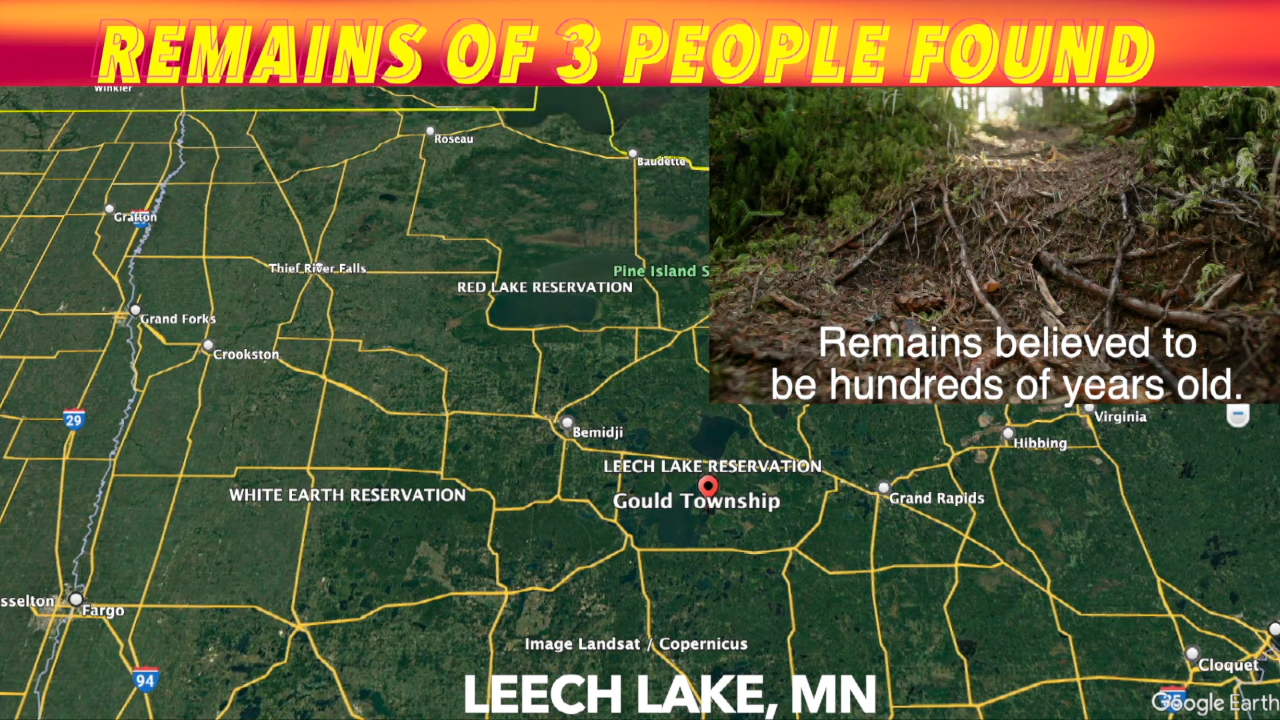 REMAINS OF 3 PEOPLE FOUND
Winkler
Roseau
Baudette
Grafton
Thief River Falls
Pine Island S
RED LAKE RESERVATION
Grand Forks
Crookston
Remains believed to
be hundreds of years old.
29
Bemidji
Virginia
Hibbing
LEECH LAKE RESERVATION
WHITE EARTH RESERVATION
Gould Township
Grand Rapids
sselton
Fargo
Image Landsat / Copernicus
Cloquet
94
LEECH LAKE, MN
35
Google Earth